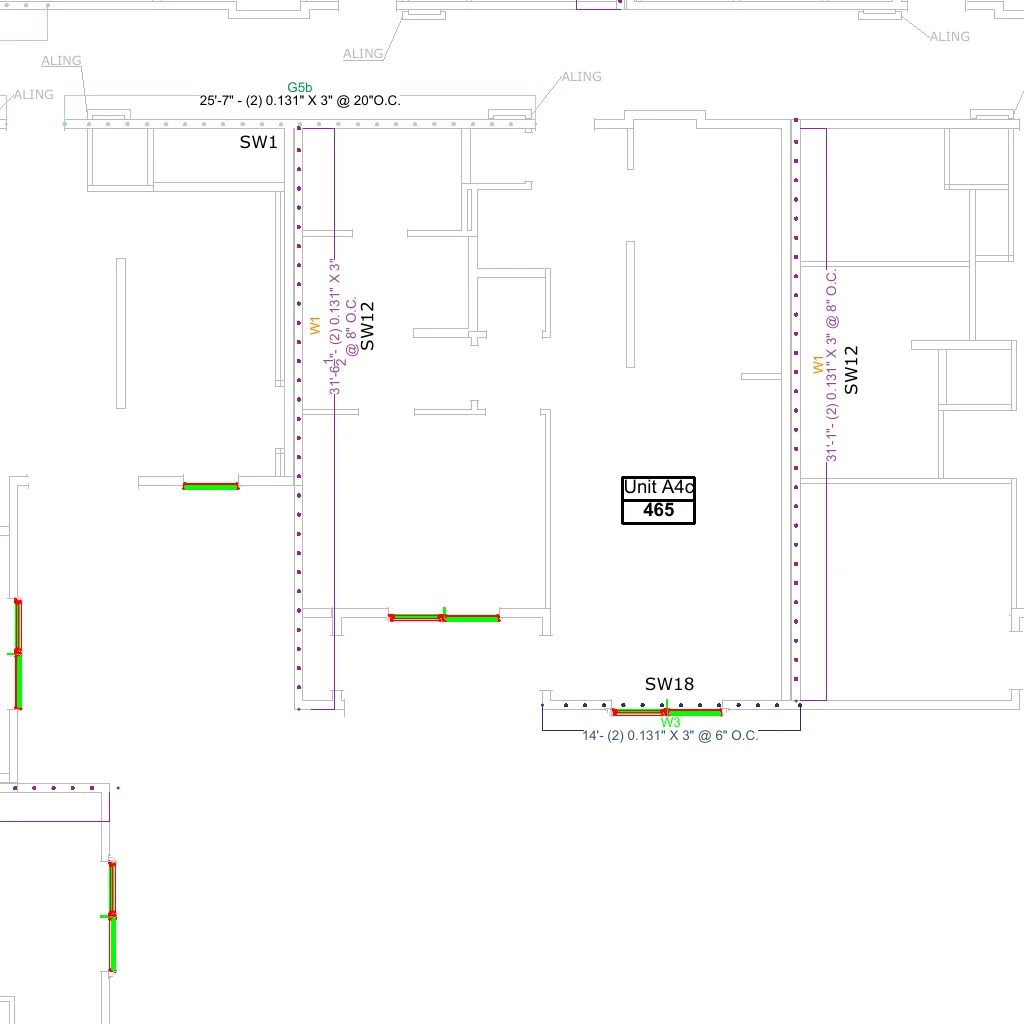 ALING
ALING
ALING
ALING
ALING
G5b
25'-7" - (2) 0.131" X 3" @ 20"O.C.
SW1
W1
31'-6 1/2"- (2) 0.131" X 3"
@ 8" O.C.
SW12
W1
31'-1"- (2) 0.131" X 3" @ 8" O.C.
SW12
Unit A4c
465
SW18
W3
14'- (2) 0.131" X 3" @ 6" O.C.